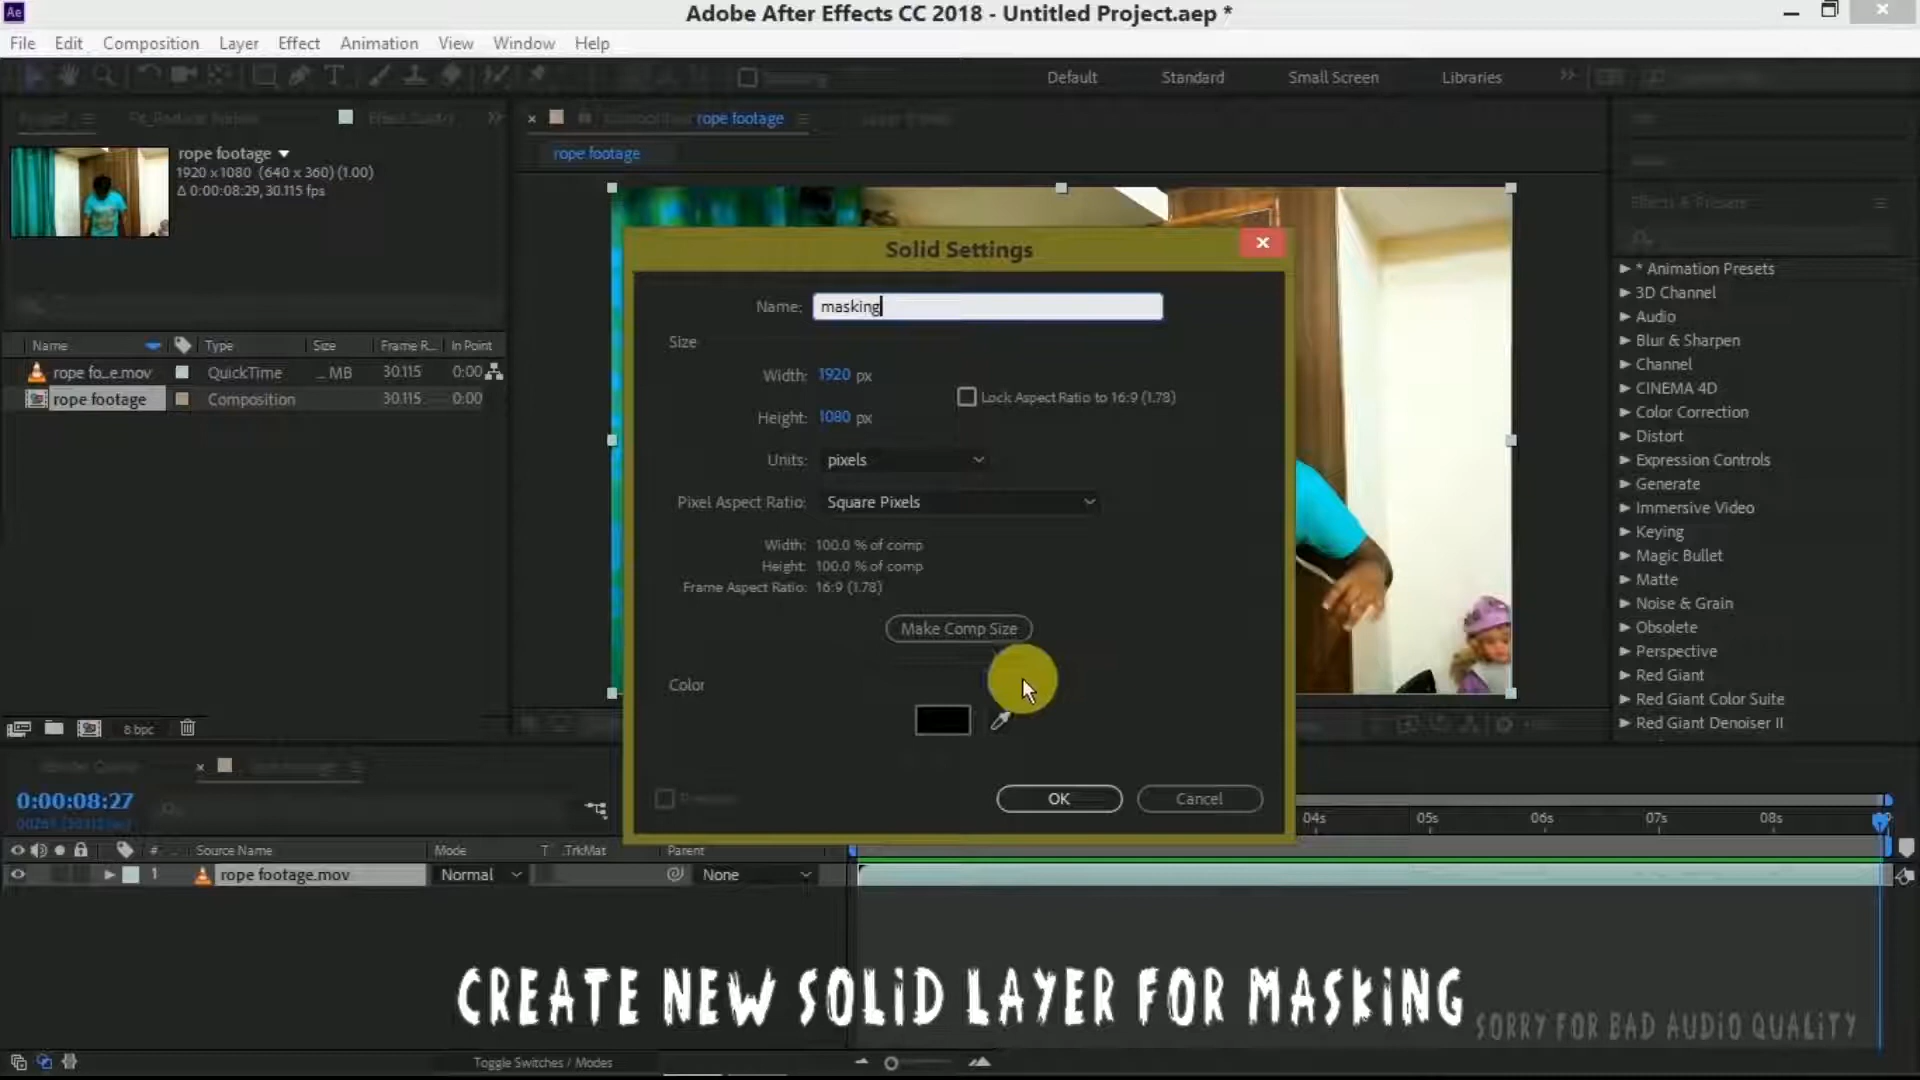 Ae
Adobe After Effects CC 2018 - Untitled Project.aep *
File Edit Composition Layer Effect Animation View Window Help
Default Standard Small Screen Libraries
rope footage
rope footage
rope footage
1920 x1080 (640 x 360) (1.00)
Δ 0:00:08:29, 30.115 fps
Effects & Presets
* Animation Presets
3D Channel
Audio
Blur & Sharpen
Channel
CINEMA 4D
Color Correction
Distort
Expression Controls
Generate
Immersive Video
Keying
Magic Bullet
Matte
Noise & Grain
Obsolete
Perspective
Red Giant
Red Giant Color Suite
Red Giant Denoiser II
Name Type Size Frame R... In Point
rope fo...e.mov QuickTime ... MB 30.115 0:00
rope footage Composition 30.115 0:00
8 bpc
Solid Settings
Name: masking
Size
Width: 1920 px
Lock Aspect Ratio to 16:9 (1.78)
Height: 1080 px
Units: pixels
Pixel Aspect Ratio: Square Pixels
Width: 100.0 % of comp
Height: 100.0 % of comp
Frame Aspect Ratio: 16:9 (1.78)
Make Comp Size
Color
OK Cancel
0:00:08:27
04s 05s 06s 07s 08s
# Source Name Mode T .TrkMat Parent
1 rope footage.mov Normal None
CREATE NEW SOLID LAYER FOR MASKING
SORRY FOR BAD AUDIO QUALITY
Toggle Switches / Modes